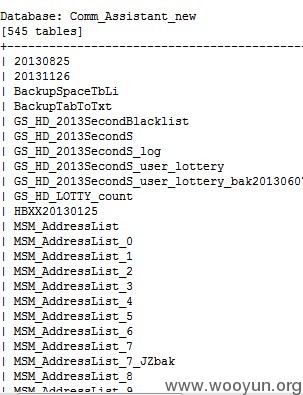 Database: Comm_Assistant_new
[545 tables]
+----------------------------------------
| 20130825
| 20131126
| BackupSpaceTbLi
| BackupTabToTxt
| GS_HD_2013SecondBlacklist
| GS_HD_2013SecondS
| GS_HD_2013SecondS_log
| GS_HD_2013SecondS_user_lottery
| GS_HD_2013SecondS_user_lottery_bak2013060
| GS_HD_LOTTY_count
| HBXX20130125
| MSM_AddressList
| MSM_AddressList_0
| MSM_AddressList_1
| MSM_AddressList_2
| MSM_AddressList_3
| MSM_AddressList_4
| MSM_AddressList_5
| MSM_AddressList_6
| MSM_AddressList_7
| MSM_AddressList_7_JZbak
| MSM_AddressList_8
| MSM_AddressList_9
www.wooyun.org